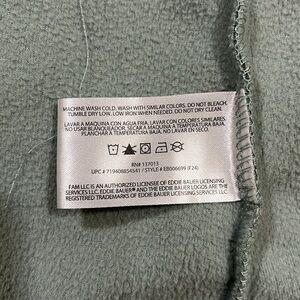 MACHINE WASH COLD, WASH WITH SIMILAR COLORS, DO NOT BLEACH,
TUMBLE DRY LOW, LOW IRON WHEN NEEDED, DO NOT DRY CLEAN.
LAVAR A MAQUINA CON AGUA FRIA, LAVAR CON COLORES SIMILARES,
NO USAR BLANQUEADOR, SECAR A MAQUINA A TEMPERATURA BAJA,
PLANCHAR A TEMPERATURA BAJA, NO LAVAR EN SECO.
RN# 137013
UPC # 719408854541 / STYLE # EB006699 (F24)
FAM LLC IS AN AUTHORIZED LICENSEE OF EDDIE BAUER LICENSING
SERVICES LLC. EDDIE BAUER® AND THE EDDIE BAUER LOGOS ARE THE
REGISTERED TRADEMARKS OF EDDIE BAUER LICENSING SERVICES LLC